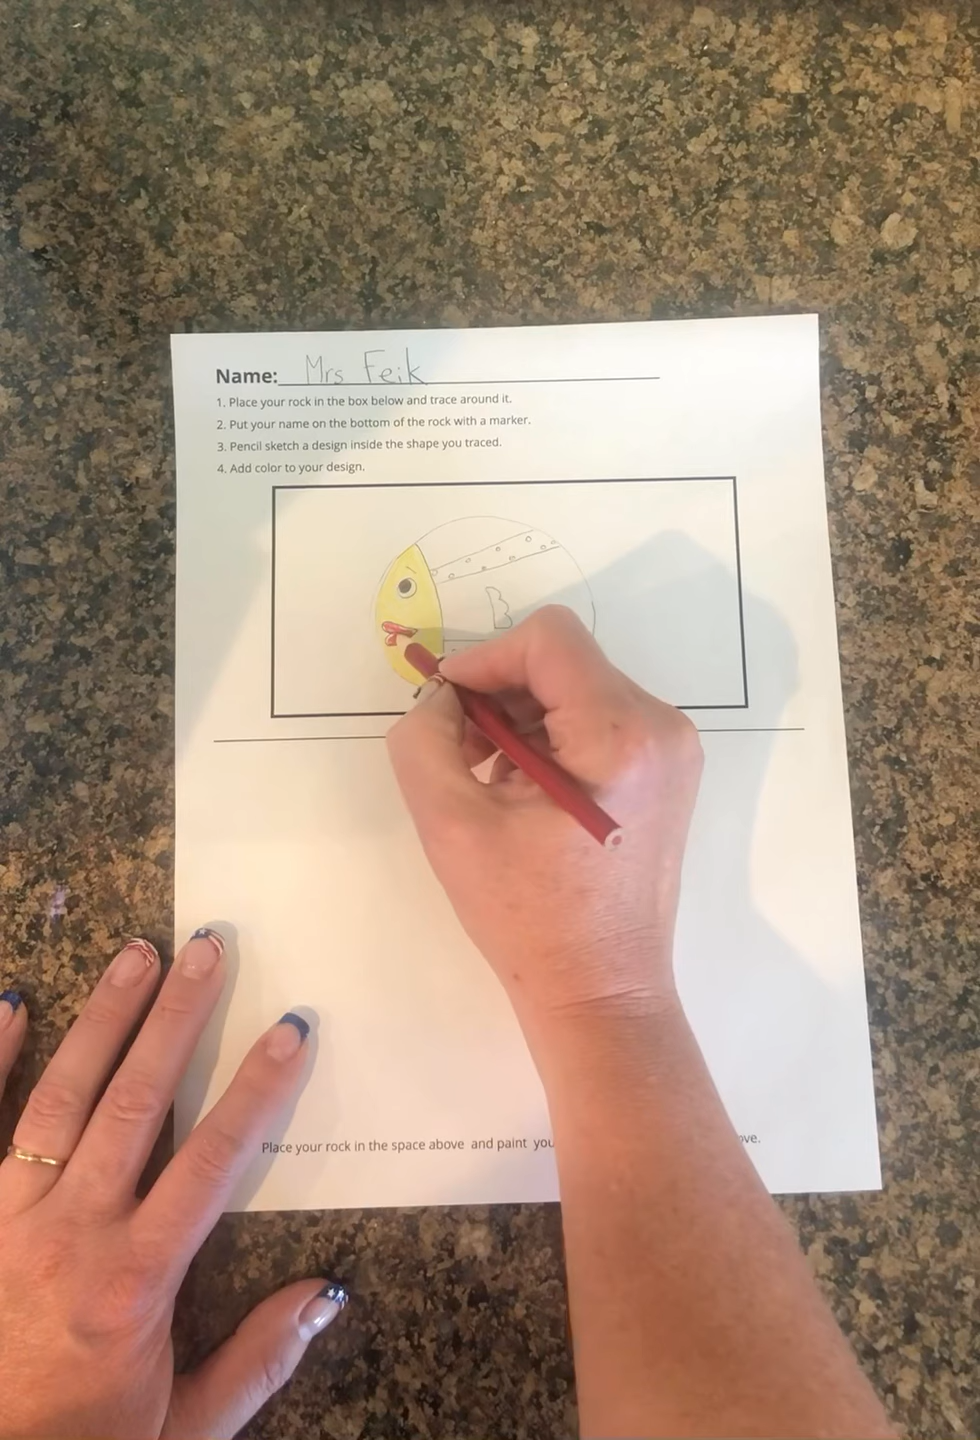 Name: Mrs Feik
1. Place your rock in the box below and trace around it.
2. Put your name on the bottom of the rock with a marker.
3. Pencil sketch a design inside the shape you traced.
4. Add color to your design.
Place your rock in the space above and paint